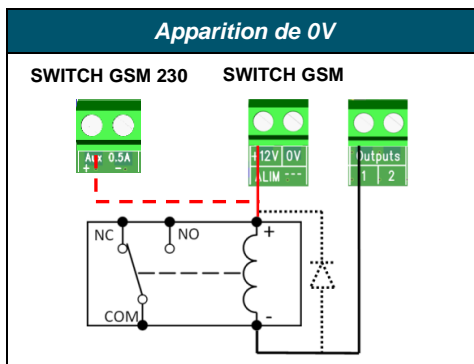 Apparition de 0V
SWITCH GSM 230 SWITCH GSM
Aux 0.5A
+ -
+12V 0V
ALIM ---
Outputs
1 2
NC NO +
COM -